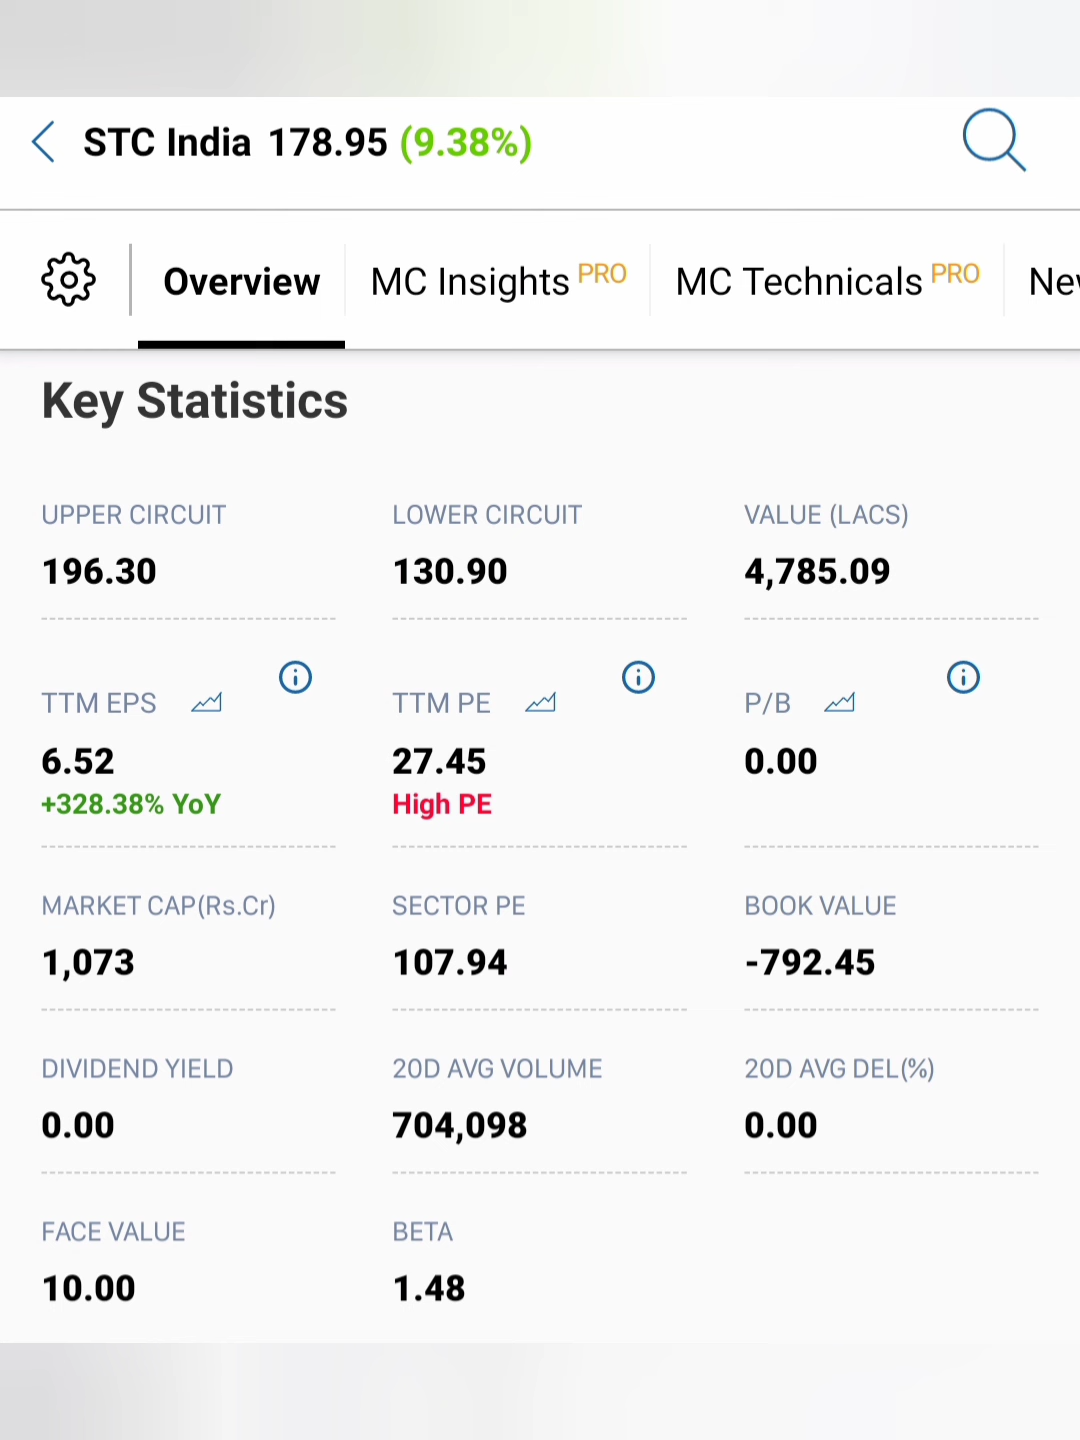 STC India 178.95 (9.38%)
Overview MC Insights PRO MC Technicals PRO
Key Statistics
UPPER CIRCUIT LOWER CIRCUIT VALUE (LACS)
196.30 130.90 4,785.09
TTM EPS TTM PE P/B
6.52 27.45 0.00
+328.38% YoY High PE
MARKET CAP(Rs.Cr) SECTOR PE BOOK VALUE
1,073 107.94 -792.45
DIVIDEND YIELD 20D AVG VOLUME 20D AVG DEL(%)
0.00 704,098 0.00
FACE VALUE BETA
10.00 1.48